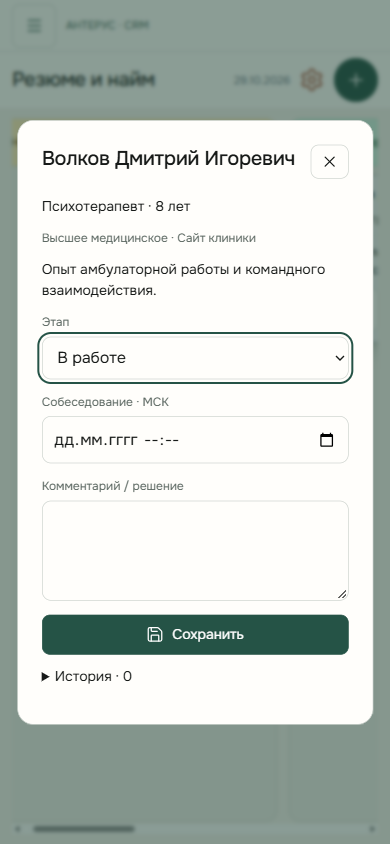 АНТЕРУС · CRM
Резюме и найм
29.10.2026
Волков Дмитрий Игоревич
Психотерапевт · 8 лет
Высшее медицинское · Сайт клиники
Опыт амбулаторной работы и командного
взаимодействия.
Этап
В работе
Собеседование · МСК
дд.мм.гггг --:--
Комментарий / решение
Сохранить
История · 0